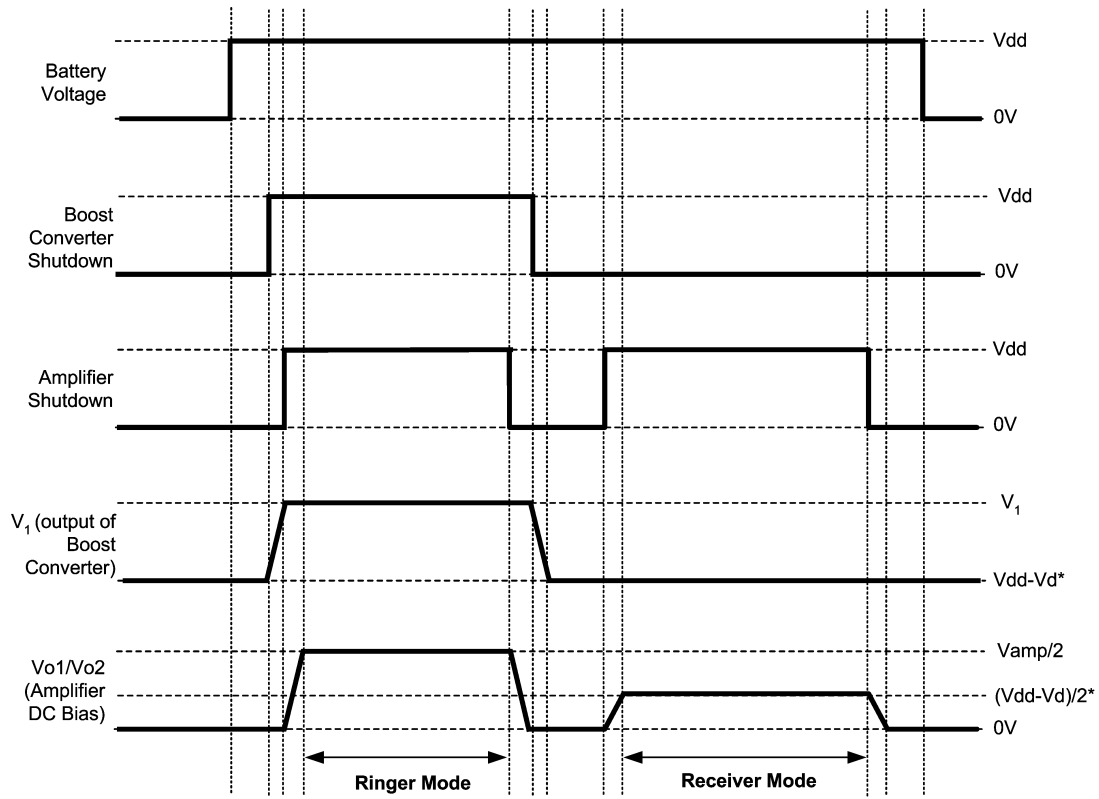 Vdd
Battery
Voltage
0V
Vdd
Boost
Converter
Shutdown
0V
Vdd
Amplifier
Shutdown
0V
V1
V1 (output of
Boost
Converter)
Vdd-Vd*
Vamp/2
Vo1/Vo2
(Amplifier
DC Bias)
(Vdd-Vd)/2*
0V
Ringer Mode
Receiver Mode